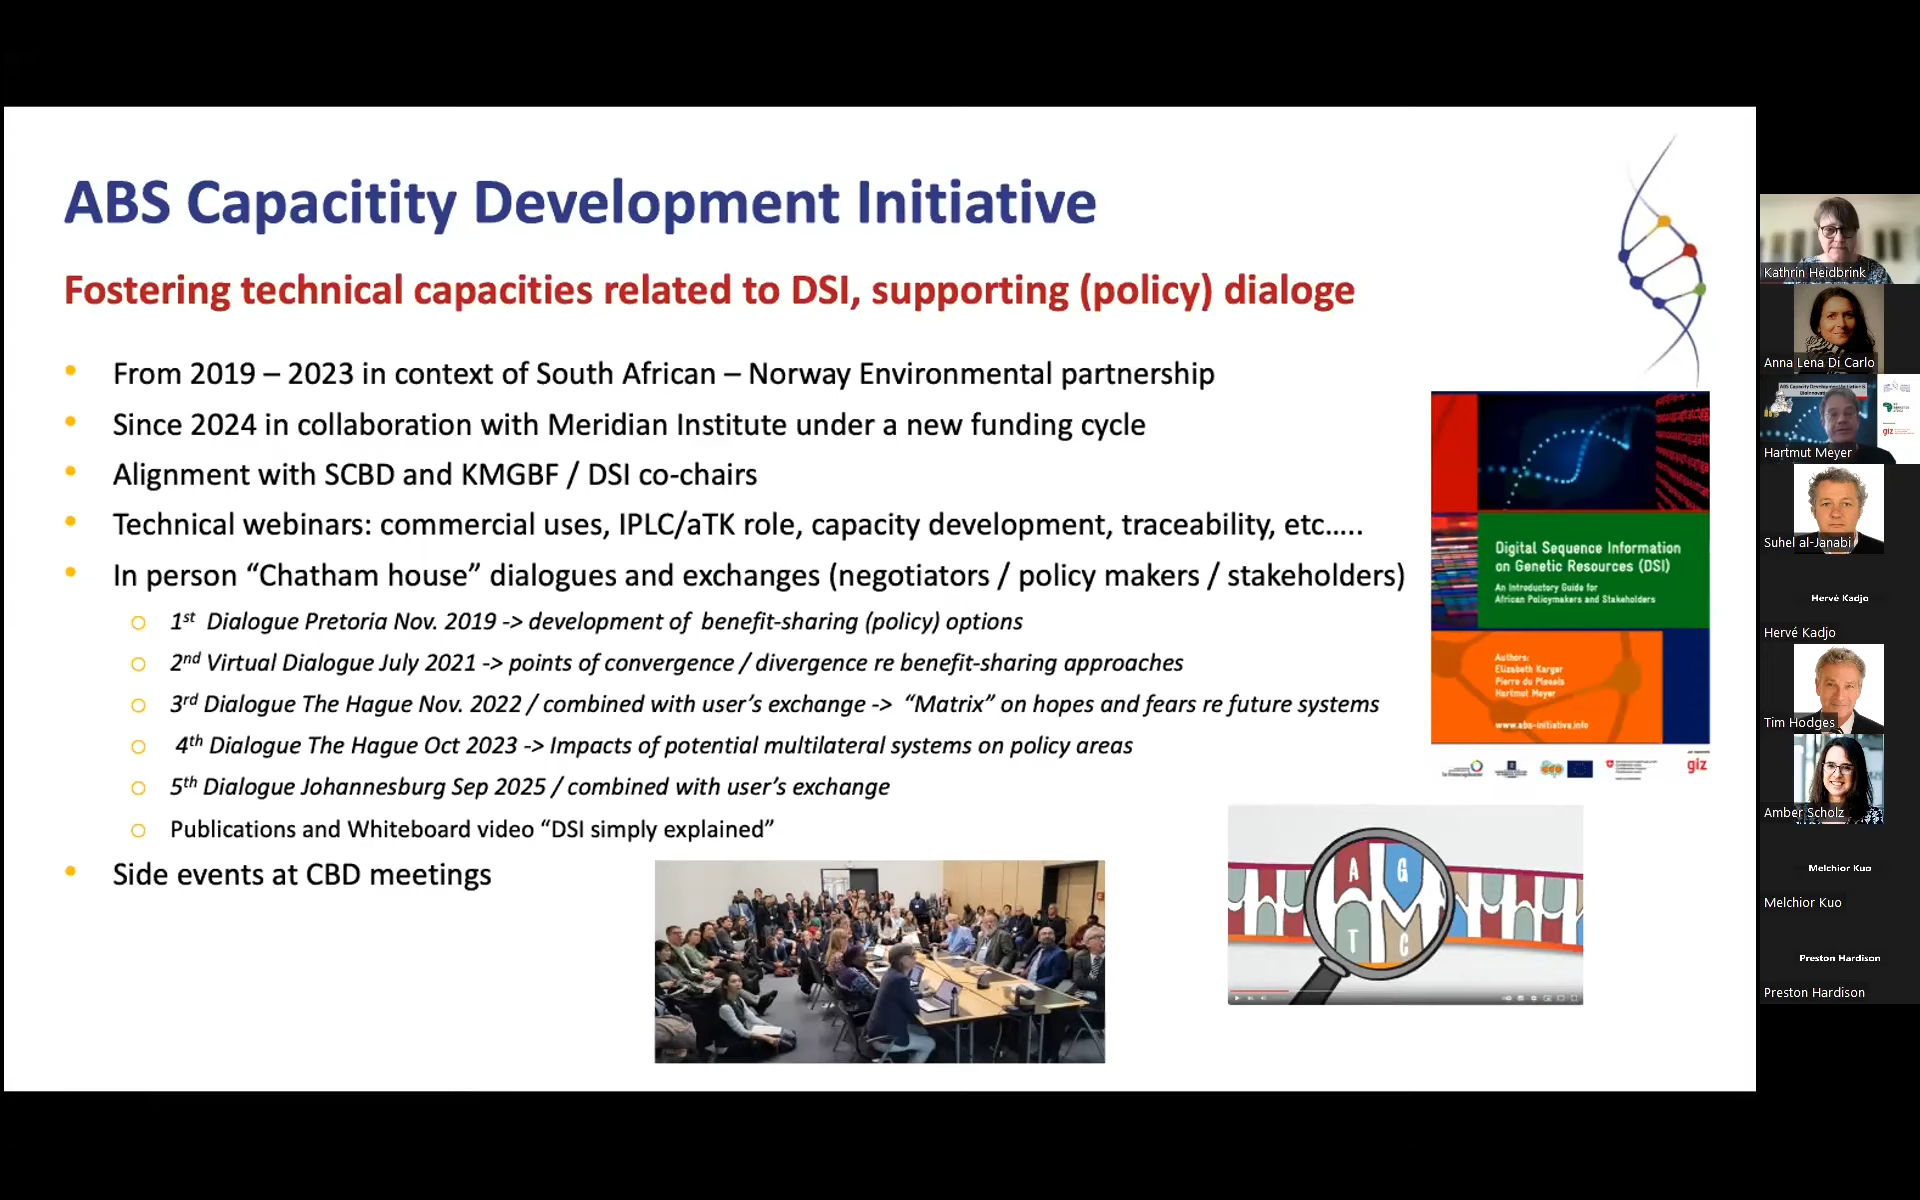 ABS Capacitity Development Initiative
Fostering technical capacities related to DSI, supporting (policy) dialoge
• From 2019 – 2023 in context of South African – Norway Environmental partnership
• Since 2024 in collaboration with Meridian Institute under a new funding cycle
• Alignment with SCBD and KMGBF / DSI co-chairs
• Technical webinars: commercial uses, IPLC/aTK role, capacity development, traceability, etc.....
• In person “Chatham house” dialogues and exchanges (negotiators / policy makers / stakeholders)
o 1st Dialogue Pretoria Nov. 2019 -> development of benefit-sharing (policy) options
o 2nd Virtual Dialogue July 2021 -> points of convergence / divergence re benefit-sharing approaches
o 3rd Dialogue The Hague Nov. 2022 / combined with user’s exchange -> “Matrix” on hopes and fears re future systems
o 4th Dialogue The Hague Oct 2023 -> Impacts of potential multilateral systems on policy areas
o 5th Dialogue Johannesburg Sep 2025 / combined with user’s exchange
o Publications and Whiteboard video “DSI simply explained”
• Side events at CBD meetings
Digital Sequence Information
on Genetic Resources (DSI)
An Introductory Guide for
African Policymakers and Stakeholders
Authors:
Elizabeth Karger
Pierre du Plessis
Hartmut Meyer
www.abs-initiative.info
giz
A G
T C
Kathrin Heidbrink
Anna Lena Di Carlo
giz
Hartmut Meyer
Suhel al-Janabi
Hervé Kadjo
Hervé Kadjo
Tim Hodges
Amber Scholz
Melchior Kuo
Melchior Kuo
Preston Hardison
Preston Hardison